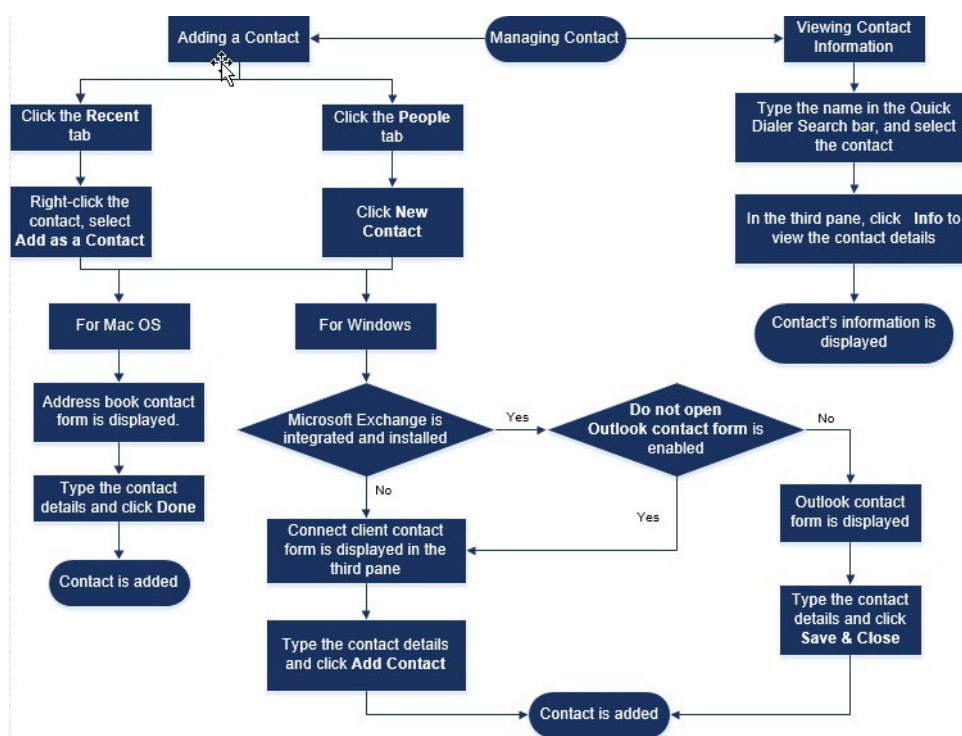 Adding a Contact
Managing Contact
Viewing Contact
Information
Click the Recent
tab
Click the People
tab
Type the name in the Quick
Dialer Search bar, and select
the contact
Right-click the
contact, select
Add as a Contact
Click New
Contact
In the third pane, click Info to
view the contact details
For Mac OS
For Windows
Contact's information is
displayed
Address book contact
form is displayed.
Microsoft Exchange is
integrated and installed
Yes
Do not open
Outlook contact form is
enabled
No
Type the contact
details and click Done
No
Yes
Outlook contact
form is displayed
Connect client contact
form is displayed in the
third pane
Contact is added
Type the contact
details and click
Save & Close
Type the contact details
and click Add Contact
Contact is added